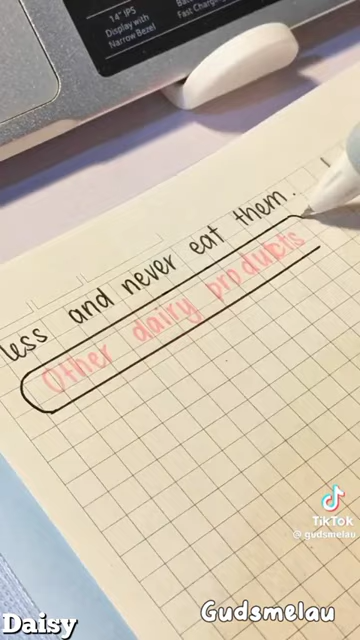 14" IPS
Display with
Narrow Bezel
Fast Charging
less and never eat them.
Other dairy products
TikTok
@gudsmelau
Gudsmelau
Daisy